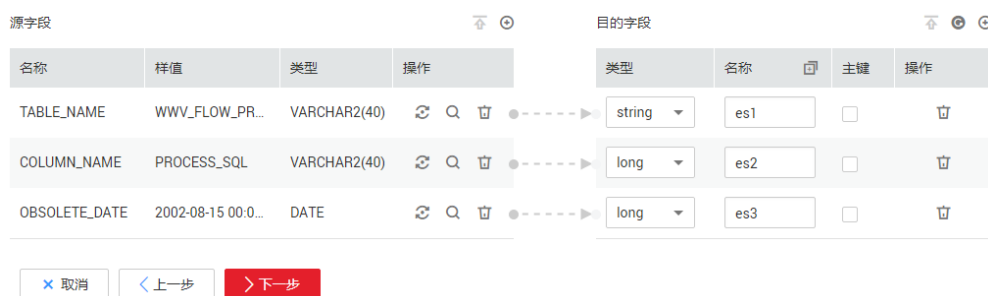 源字段 目的字段
名称 样值 类型 操作 类型 名称 主键 操作
TABLE_NAME WWV_FLOW_PR... VARCHAR2(40) string es1
COLUMN_NAME PROCESS_SQL VARCHAR2(40) long es2
OBSOLETE_DATE 2002-08-15 00:0... DATE long es3
取消 上一步 下一步